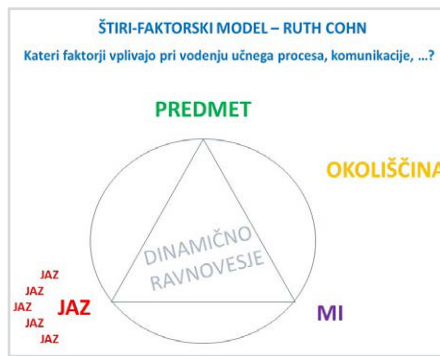 ŠTIRI-FAKTORSKI MODEL – RUTH COHN
Kateri faktorji vplivajo pri vodenju učnega procesa, komunikacije, ...?
PREDMET
OKOLIŠČINA
DINAMIČNO
RAVNOVESJE
JAZ
JAZ
JAZ
JAZ
JAZ
JAZ
MI